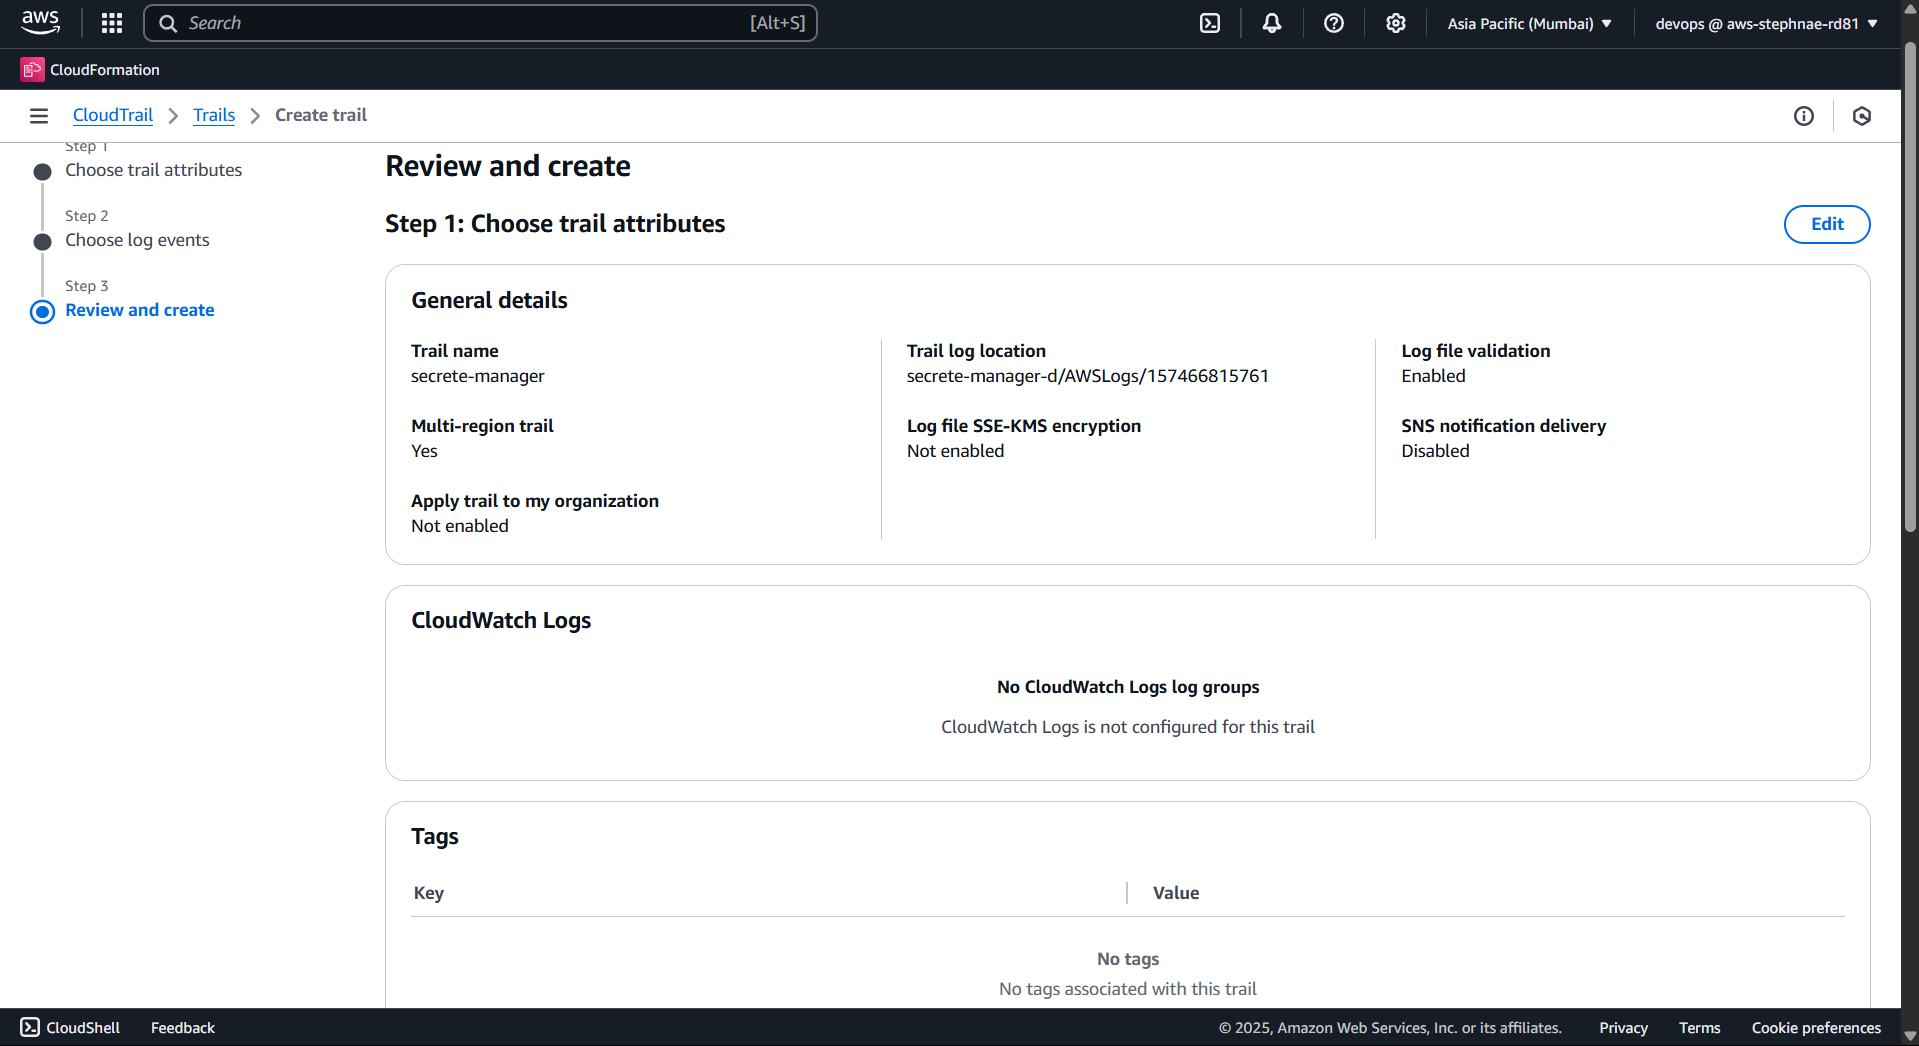 aws
Search [Alt+S]
Asia Pacific (Mumbai)
devops @ aws-stephnae-rd81
CloudFormation
CloudTrail
Trails
Create trail
Step 1
Choose trail attributes
Step 2
Choose log events
Step 3
Review and create
Review and create
Step 1: Choose trail attributes
Edit
General details
Trail name
secrete-manager
Multi-region trail
Yes
Apply trail to my organization
Not enabled
Trail log location
secrete-manager-d/AWSLogs/157466815761
Log file SSE-KMS encryption
Not enabled
Log file validation
Enabled
SNS notification delivery
Disabled
CloudWatch Logs
No CloudWatch Logs log groups
CloudWatch Logs is not configured for this trail
Tags
Key
Value
No tags
No tags associated with this trail
CloudShell
Feedback
© 2025, Amazon Web Services, Inc. or its affiliates.
Privacy
Terms
Cookie preferences